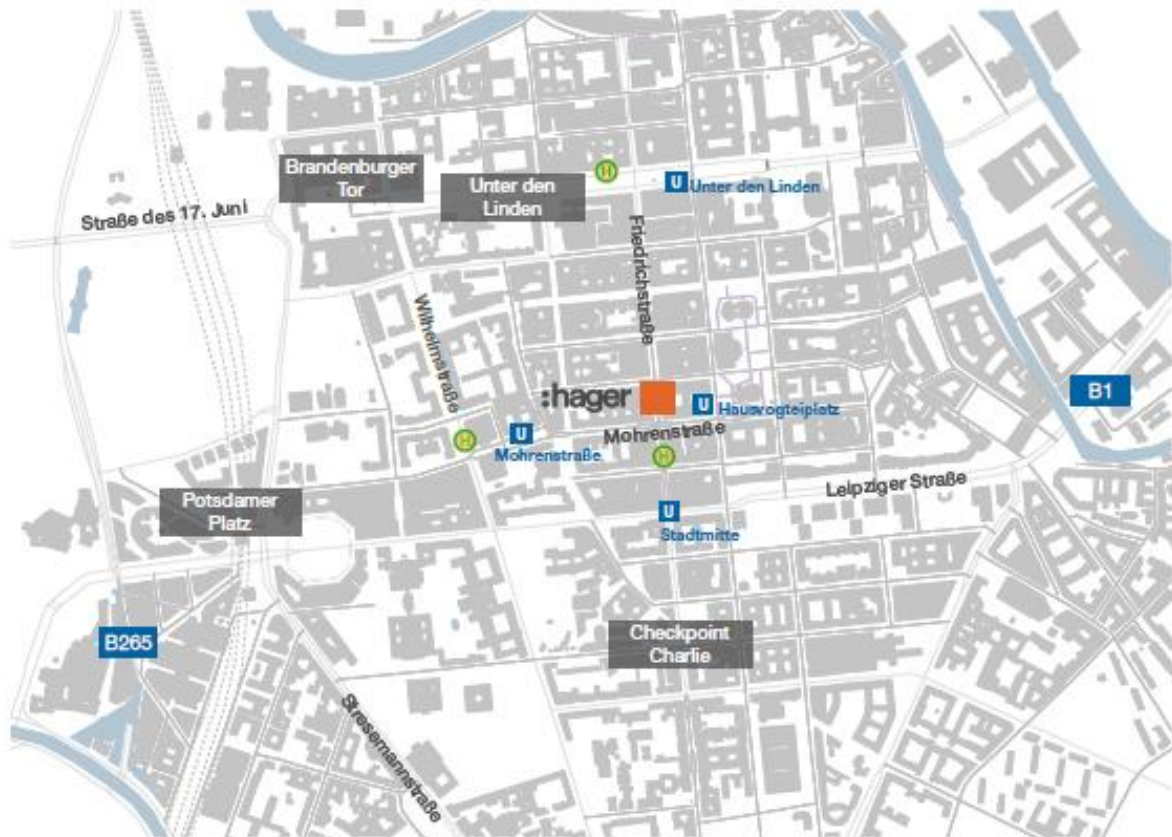 Brandenburger
Tor
Unter den
Linden
H
U Unter den Linden
Straße des 17. Juni
Friedrichstraße
Wilhelmstraße
:hager
U Hausvogteiplatz
B1
Mohrenstraße
H
U
Mohrenstraße
H
Leipziger Straße
Potsdamer
Platz
U
Stadtmitte
Checkpoint
Charlie
B265
Stresemannstraße